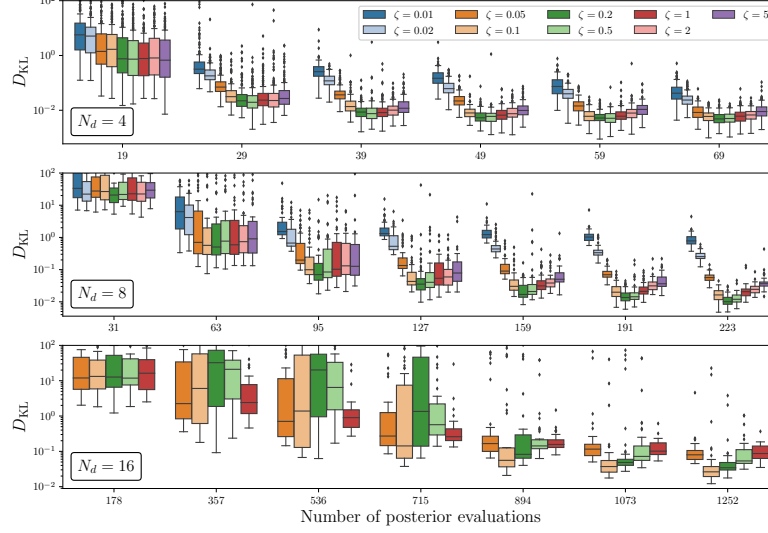 ζ = 0.01 ζ = 0.05 ζ = 0.2 ζ = 1 ζ = 5
ζ = 0.02 ζ = 0.1 ζ = 0.5 ζ = 2
10⁰
10⁻²
D_KL
N_d = 4
19 29 39 49 59 69
10²
10¹
10⁰
10⁻¹
10⁻²
D_KL
N_d = 8
31 63 95 127 159 191 223
10²
10¹
10⁰
10⁻¹
10⁻²
D_KL
N_d = 16
178 357 536 715 894 1073 1252
Number of posterior evaluations